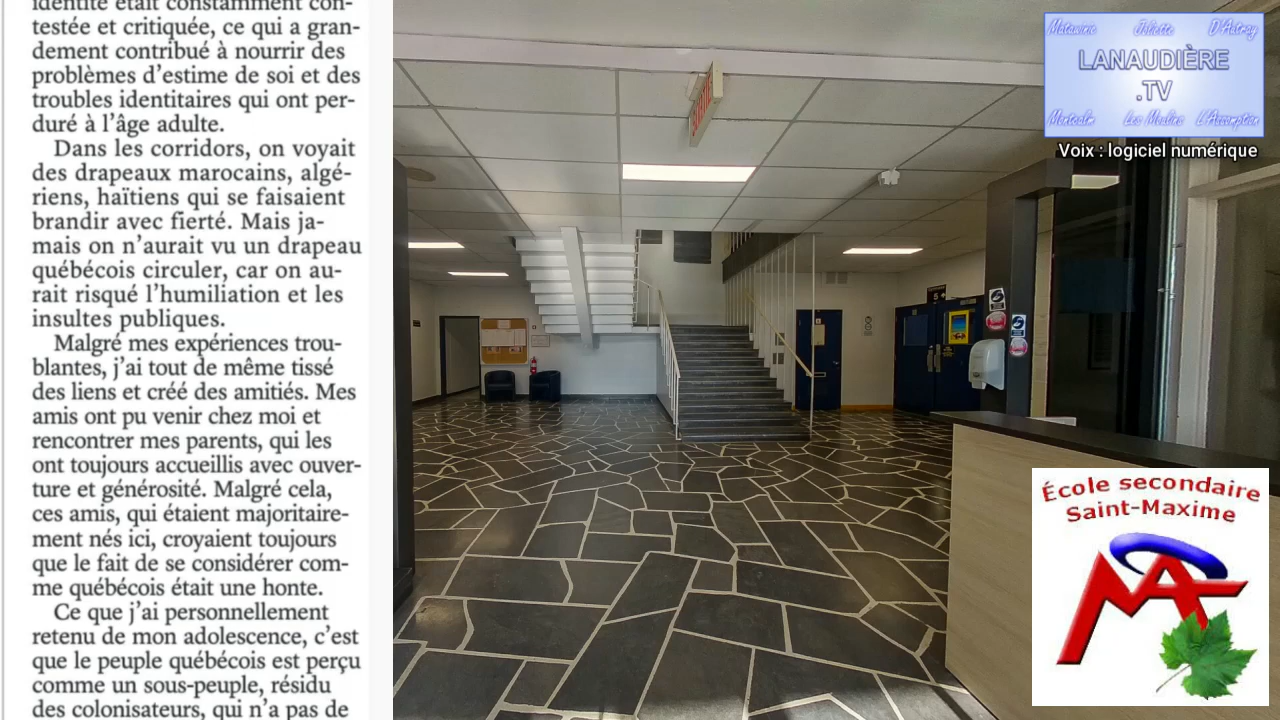 identité était constamment con-
testée et critiquée, ce qui a gran-
dement contribué à nourrir des
problèmes d'estime de soi et des
troubles identitaires qui ont per-
duré à l'âge adulte.
Dans les corridors, on voyait
des drapeaux marocains, algé-
riens, haïtiens qui se faisaient
brandir avec fierté. Mais ja-
mais on n'aurait vu un drapeau
québécois circuler, car on au-
rait risqué l'humiliation et les
insultes publiques.
Malgré mes expériences trou-
blantes, j'ai tout de même tissé
des liens et créé des amitiés. Mes
amis ont pu venir chez moi et
rencontrer mes parents, qui les
ont toujours accueillis avec ouver-
ture et générosité. Malgré cela,
ces amis, qui étaient majoritaire-
ment nés ici, croyaient toujours
que le fait de se considérer com-
me québécois était une honte.
Ce que j'ai personnellement
retenu de mon adolescence, c'est
que le peuple québécois est perçu
comme un sous-peuple, résidu
des colonisateurs, qui n'a pas de
SORTIE
Matawinie Joliette D'Autray
LANAUDIÈRE
.TV
Montcalm Les Moulins L'Assomption
Voix : logiciel numérique
École secondaire
Saint-Maxime